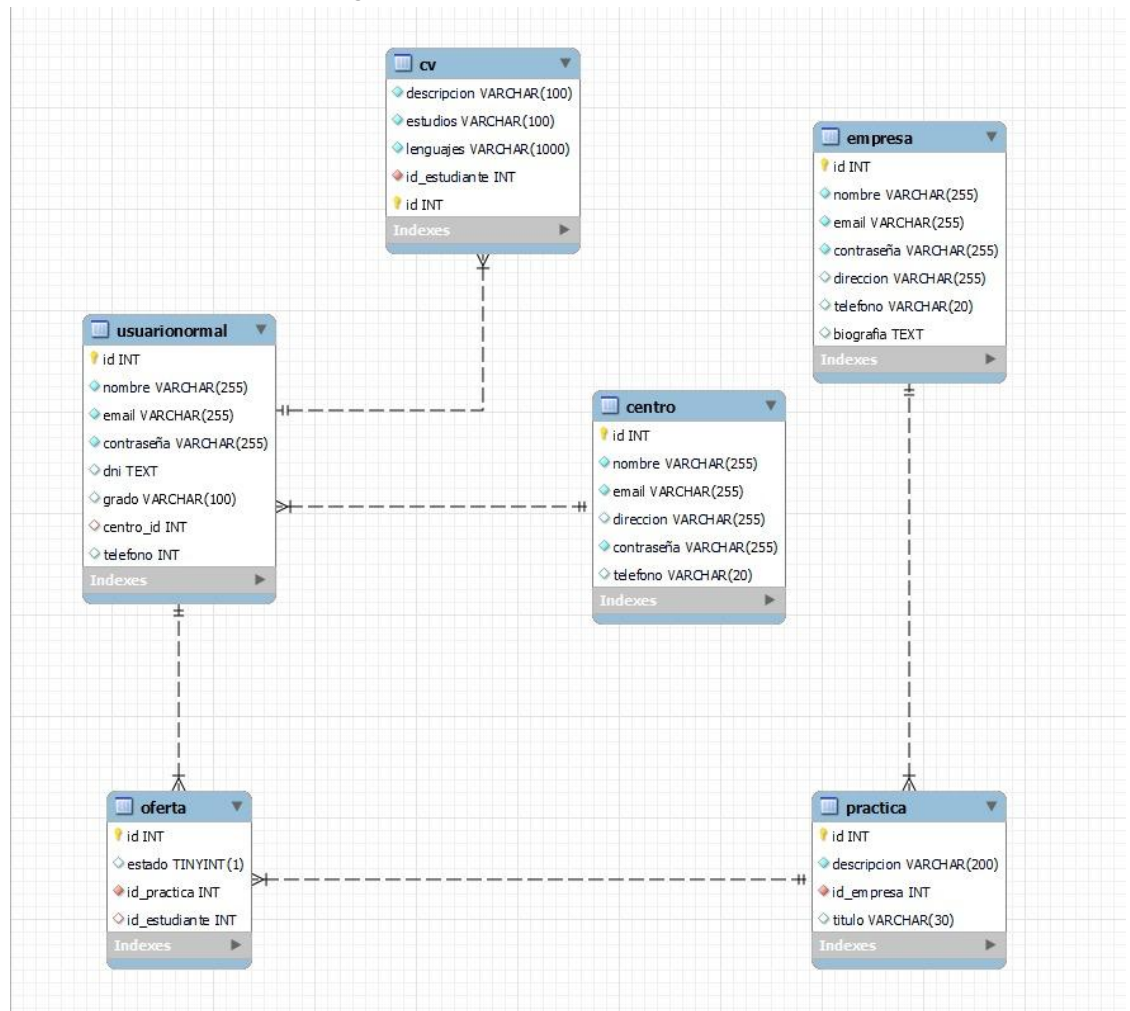 cv
descripcion VARCHAR(100)
estudios VARCHAR(100)
lenguajes VARCHAR(1000)
id_estudiante INT
id INT
Indexes
empresa
id INT
nombre VARCHAR(255)
email VARCHAR(255)
contraseña VARCHAR(255)
direccion VARCHAR(255)
telefono VARCHAR(20)
biografia TEXT
Indexes
usuarionormal
id INT
nombre VARCHAR(255)
email VARCHAR(255)
contraseña VARCHAR(255)
dni TEXT
grado VARCHAR(100)
centro_id INT
telefono INT
Indexes
centro
id INT
nombre VARCHAR(255)
email VARCHAR(255)
direccion VARCHAR(255)
contraseña VARCHAR(255)
telefono VARCHAR(20)
Indexes
oferta
id INT
estado TINYINT(1)
id_practica INT
id_estudiante INT
Indexes
practica
id INT
descripcion VARCHAR(200)
id_empresa INT
titulo VARCHAR(30)
Indexes